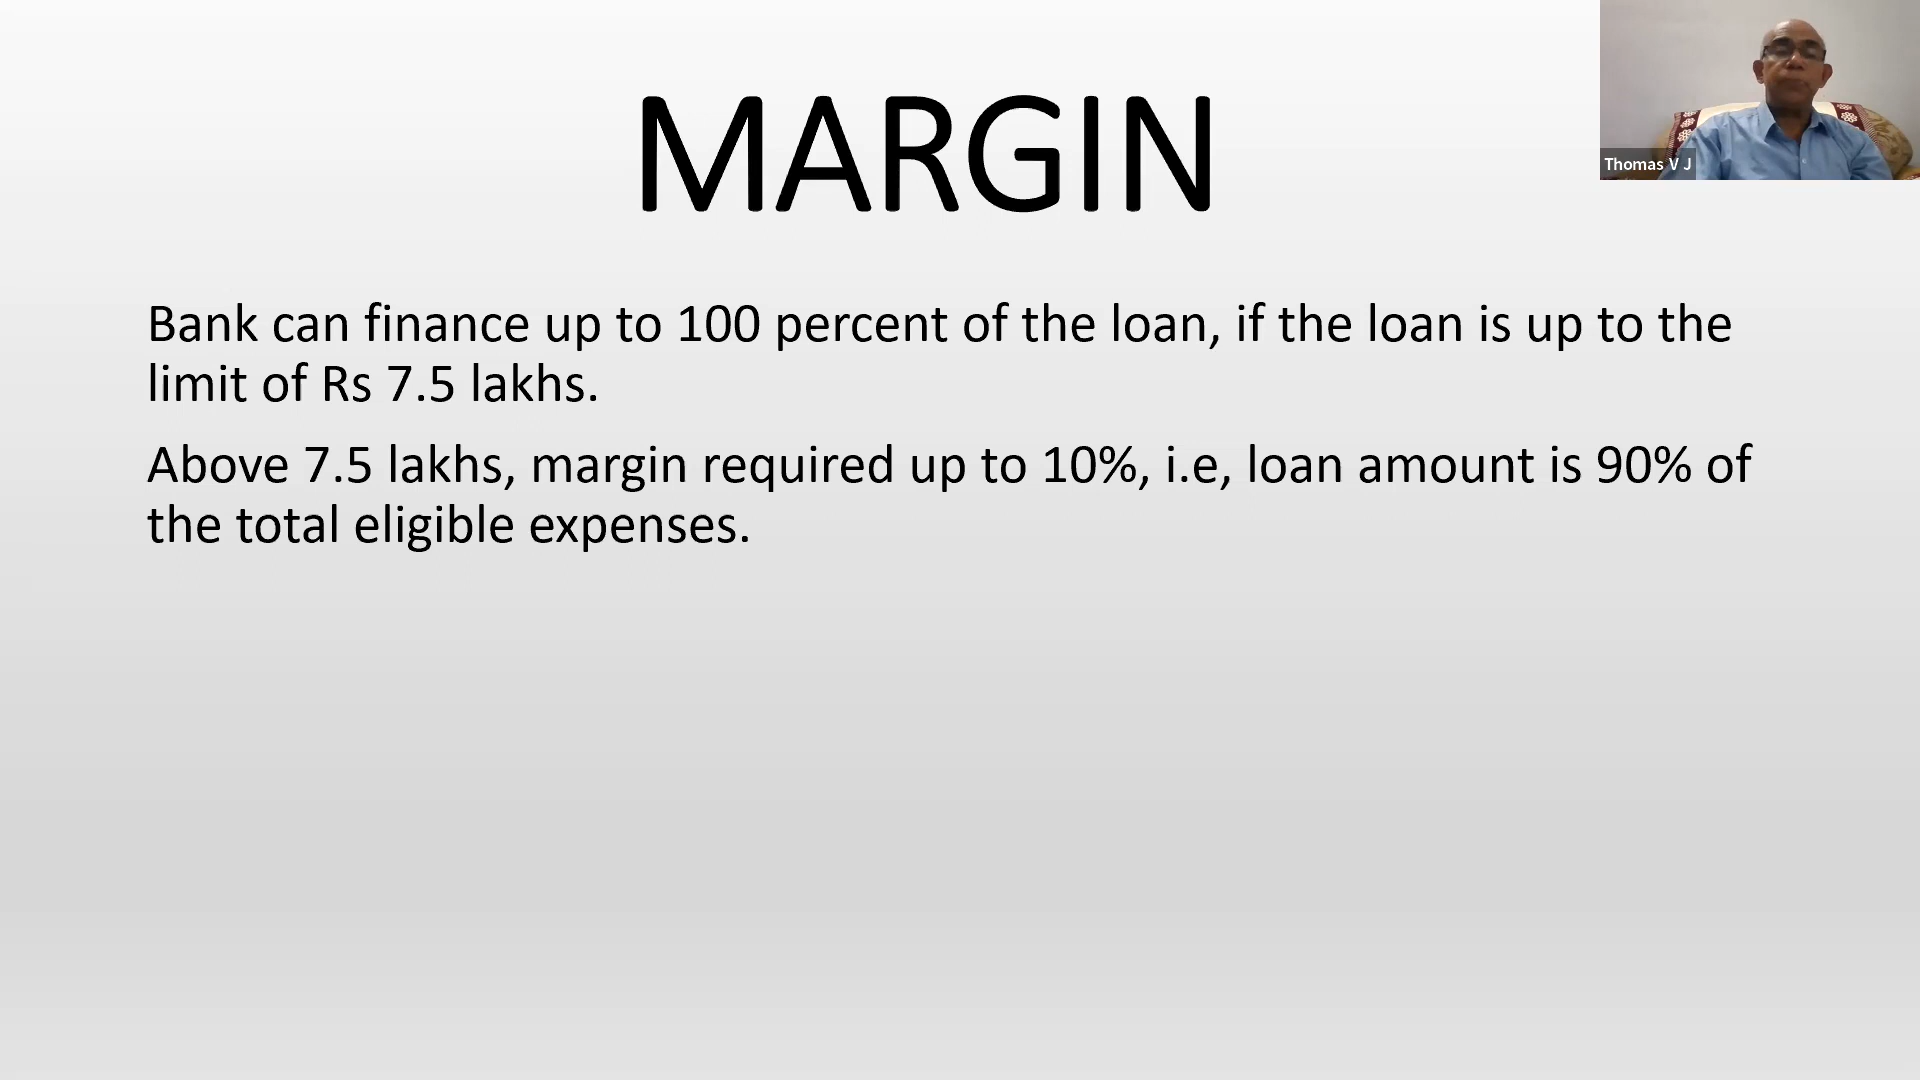 MARGIN
Thomas V J
Bank can finance up to 100 percent of the loan, if the loan is up to the
limit of Rs 7.5 lakhs.
Above 7.5 lakhs, margin required up to 10%, i.e, loan amount is 90% of
the total eligible expenses.